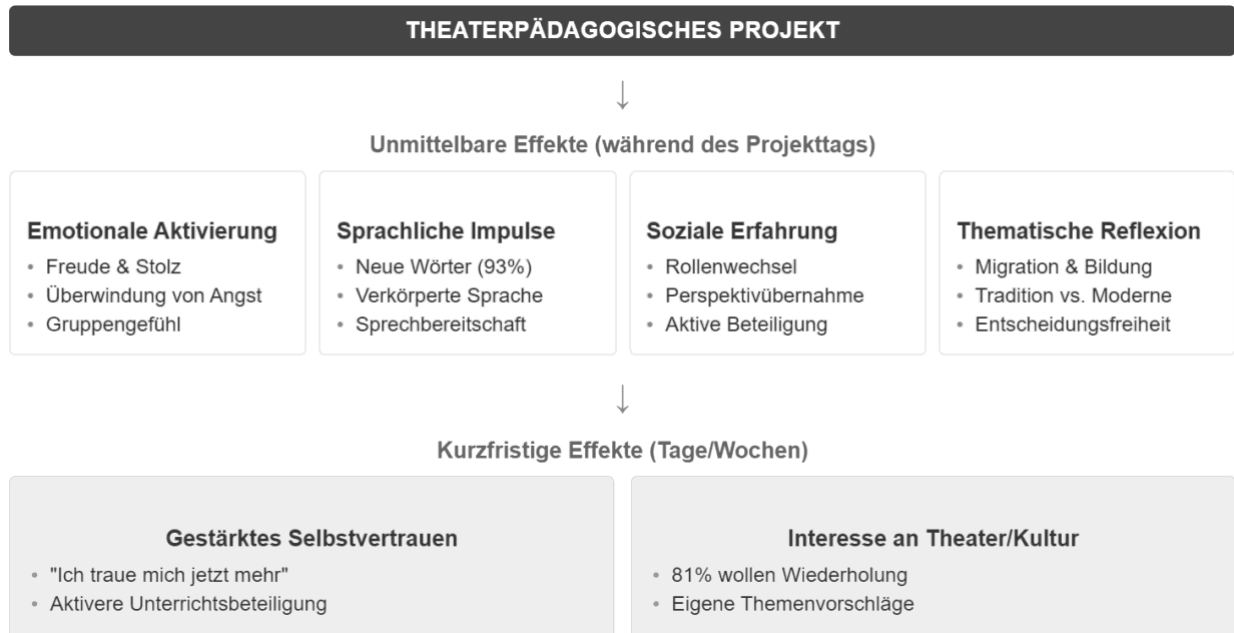 THEATERPÄDAGOGISCHES PROJEKT
↓
Unmittelbare Effekte (während des Projekttags)
Emotionale Aktivierung
• Freude & Stolz
• Überwindung von Angst
• Gruppengefühl
Sprachliche Impulse
• Neue Wörter (93%)
• Verkörperte Sprache
• Sprechbereitschaft
Soziale Erfahrung
• Rollenwechsel
• Perspektivübernahme
• Aktive Beteiligung
Thematische Reflexion
• Migration & Bildung
• Tradition vs. Moderne
• Entscheidungsfreiheit
↓
Kurzfristige Effekte (Tage/Wochen)
Gestärktes Selbstvertrauen
• "Ich traue mich jetzt mehr"
• Aktivere Unterrichtsbeteiligung
Interesse an Theater/Kultur
• 81% wollen Wiederholung
• Eigene Themenvorschläge